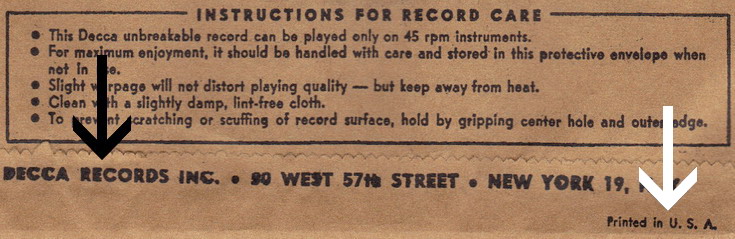 INSTRUCTIONS FOR RECORD CARE
● This Decca unbreakable record can be played only on 45 rpm instruments.
● For maximum enjoyment, it should be handled with care and stored in this protective envelope when
not in
● Slight warpage will not distort playing quality — but keep away from heat.
● Clean with a slightly damp, lint-free cloth.
● To prevent scratching or scuffing of record surface, hold by gripping center hole and outer edge.
DECCA RECORDS INC. ● 50 WEST 57th STREET ● NEW YORK 19,
Printed in U. S. A.